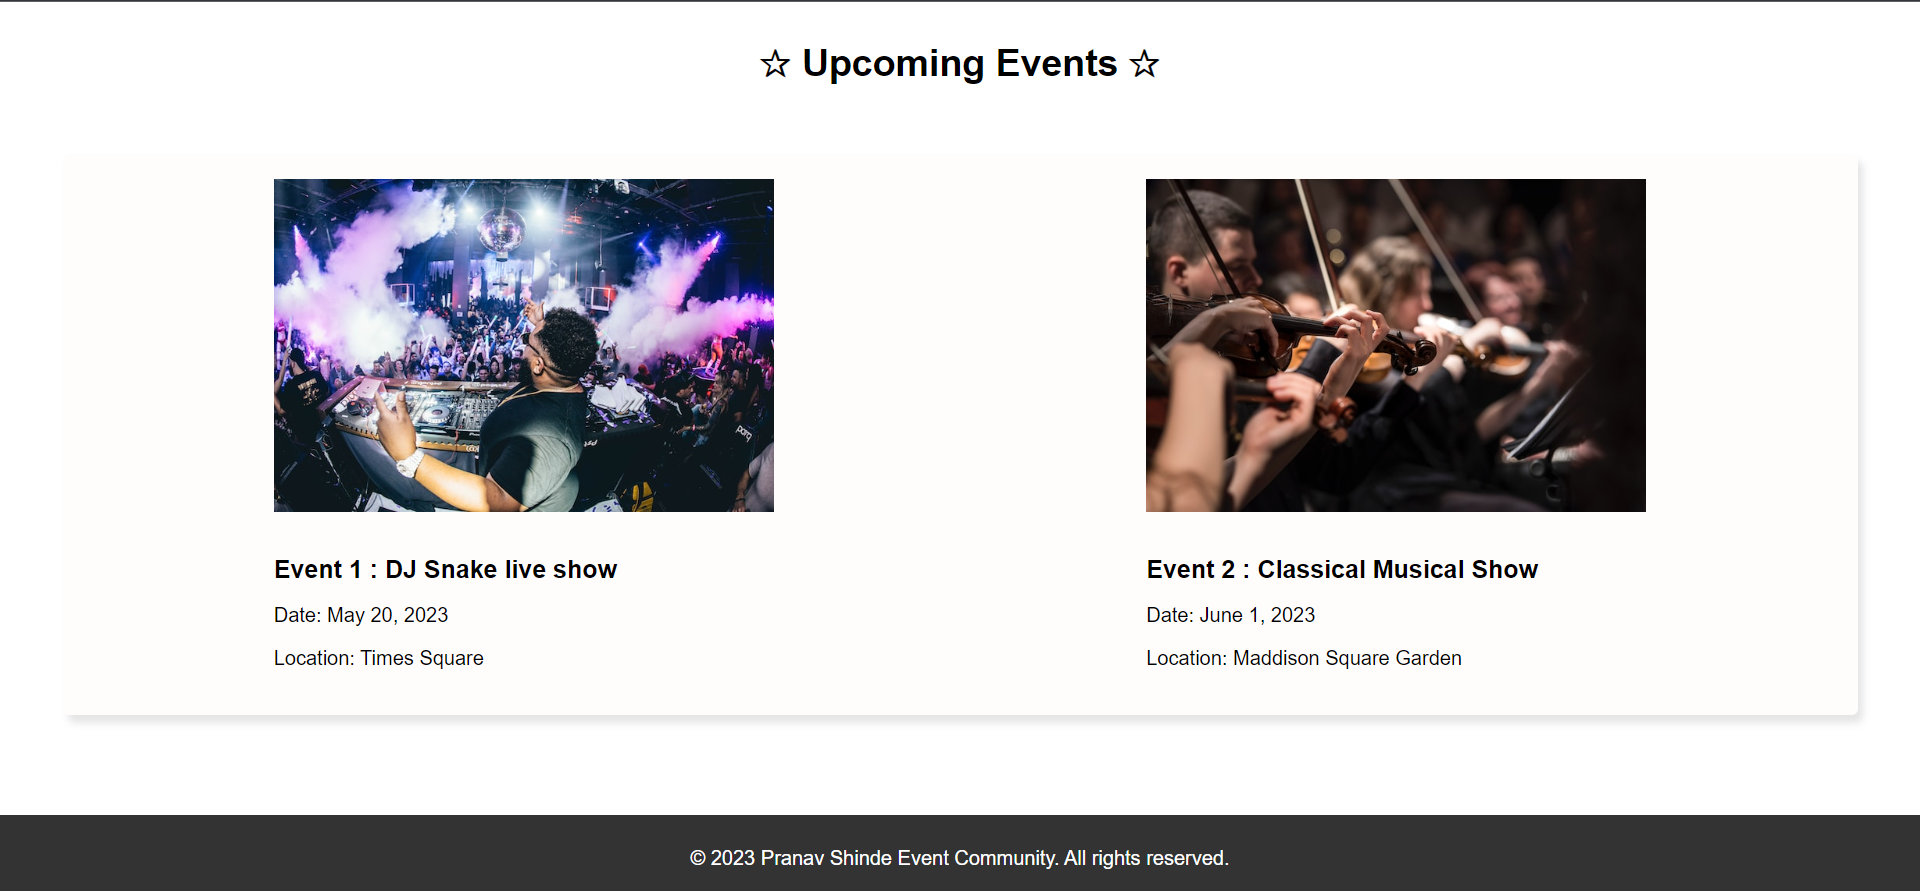 ☆ Upcoming Events ☆
Event 1 : DJ Snake live show
Date: May 20, 2023
Location: Times Square
Event 2 : Classical Musical Show
Date: June 1, 2023
Location: Maddison Square Garden
© 2023 Pranav Shinde Event Community. All rights reserved.